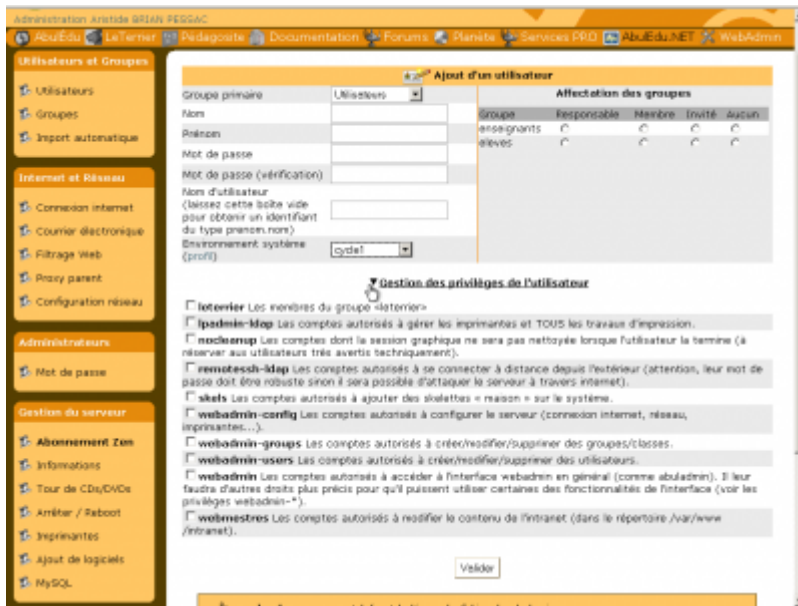 Administration Aristide BRIAN PESSAC
AbulEdu LeTerrier Pédagosite Documentation Forums Planète Services PRO AbulEdu.NET WebAdmin
Utilisateurs et Groupes
Utilisateurs
Groupes
Import automatique
Internet et Réseau
Connexion internet
Courrier électronique
Filtrage Web
Proxy parent
Configuration réseau
Administrateurs
Mot de passe
Gestion du serveur
Abonnement Zen
Informations
Tour de CDs/DVDs
Arrêter / Reboot
Imprimantes
Ajout de logiciels
MySQL
Ajout d'un utilisateur
Groupe primaire Utilisateurs
Nom
Prénom
Mot de passe
Mot de passe (vérification)
Nom d'utilisateur
(laissez cette boîte vide
pour obtenir un identifiant
du type prenom.nom)
Environnement système
(profil) cycle1
Affectation des groupes
Groupe Responsable Membre Invité Aucun
enseignants
eleves
Gestion des privilèges de l'utilisateur
leterrier Les membres du groupe «leterrier»
lpadmin-ldap Les comptes autorisés à gérer les imprimantes et TOUS les travaux d'impression.
nocleanup Les comptes dont la session graphique ne sera pas nettoyée lorsque l'utilisateur la termine (à
réserver aux utilisateurs très avertis techniquement).
remotessh-ldap Les comptes autorisés à se connecter à distance depuis l'extérieur (attention, leur mot de
passe doit être robuste sinon il sera possible d'attaquer le serveur à travers internet).
skels Les comptes autorisés à ajouter des skelettes « maison » sur le système.
webadmin-config Les comptes autorisés à configurer le serveur (connexion internet, réseau,
imprimantes...).
webadmin-groups Les comptes autorisés à créer/modifier/supprimer des groupes/classes.
webadmin-users Les comptes autorisés à créer/modifier/supprimer des utilisateurs.
webadmin Les comptes autorisés à accéder à l'interface webadmin en général (comme abuladmin). Il leur
faudra d'autres droits plus précis pour qu'il puissent utiliser certaines des fonctionnalités de l'interface (voir les
privilèges webadmin-*).
webmestres Les comptes autorisés à modifier le contenu de l'intranet (dans le répertoire /var/www
/intranet).
Valider